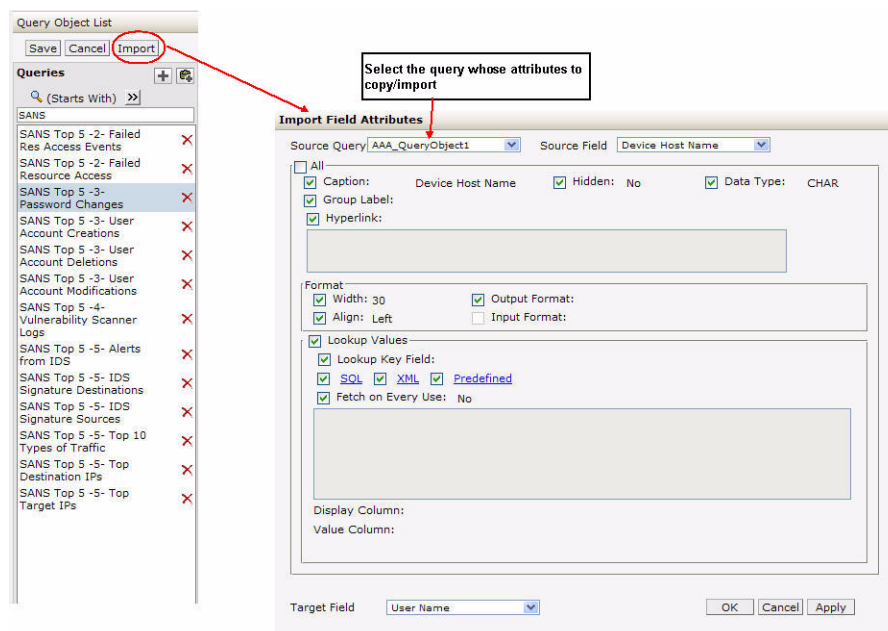 Query Object List
Save Cancel Import
Queries
(Starts With)
SANS
SANS Top 5 -2- Failed
Res Access Events
SANS Top 5 -2- Failed
Resource Access
SANS Top 5 -3-
Password Changes
SANS Top 5 -3- User
Account Creations
SANS Top 5 -3- User
Account Deletions
SANS Top 5 -3- User
Account Modifications
SANS Top 5 -4-
Vulnerability Scanner
Logs
SANS Top 5 -5- Alerts
from IDS
SANS Top 5 -5- IDS
Signature Destinations
SANS Top 5 -5- IDS
Signature Sources
SANS Top 5 -5- Top 10
Types of Traffic
SANS Top 5 -5- Top
Destination IPs
SANS Top 5 -5- Top
Target IPs
Select the query whose attributes to
copy/import
Import Field Attributes
Source Query AAA_QueryObject1 Source Field Device Host Name
All
Caption: Device Host Name Hidden: No Data Type: CHAR
Group Label:
Hyperlink:
Format
Width: 30 Output Format:
Align: Left Input Format:
Lookup Values
Lookup Key Field:
SQL XML Predefined
Fetch on Every Use: No
Display Column:
Value Column:
Target Field User Name OK Cancel Apply